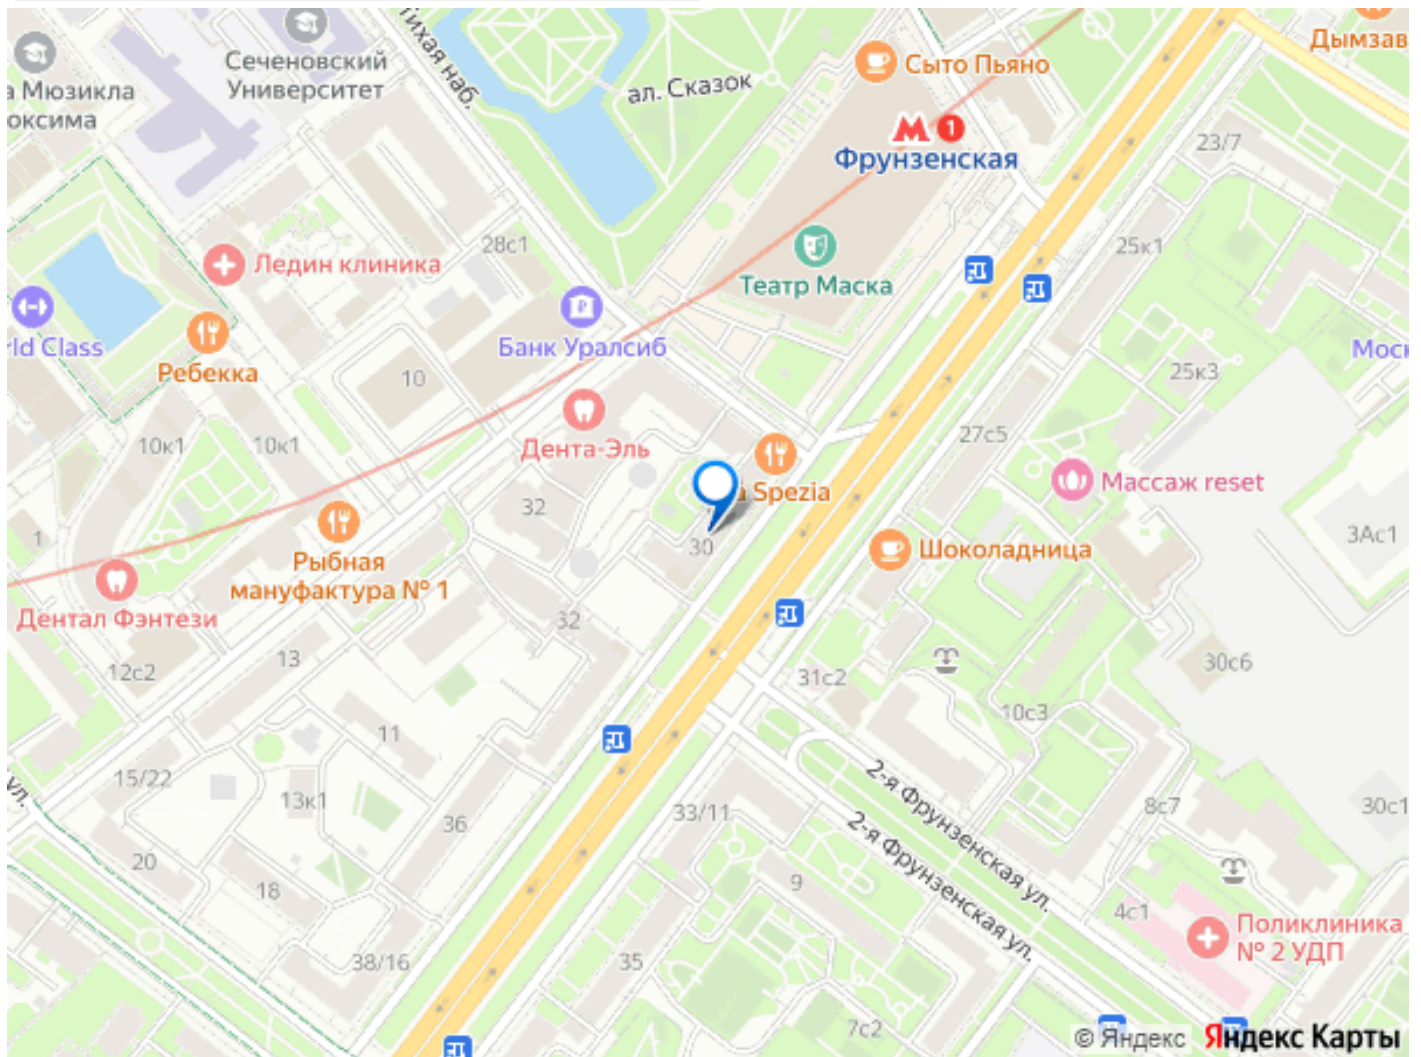 Сеченовский
Университет
а Мюзикла
оксима
Тихая наб.
ал. Сказок
Сыто Пьяно
Дымзав
1
Фрунзенская
23/7
25к1
28с1
Ледин клиника
Театр Маска
rld Class
Ребекка
Банк Уралсиб
Моск
25к3
10
Дента-Эль
27с5
10к1
10к1
a Spezia
Массаж reset
32
30
1
Рыбная
мануфактура № 1
Шоколадница
3Ас1
Дентал Фэнтези
32
12с2
13
31с2
30с6
10с3
11
15/22
13к1
ул.
36
33/11
2-я Фрунзенская ул.
2-я Фрунзенская ул.
8с7
30с1
20
18
9
4с1
Поликлиника
№ 2 УДП
38/16
35
7с2
© Яндекс Яндекс Карты